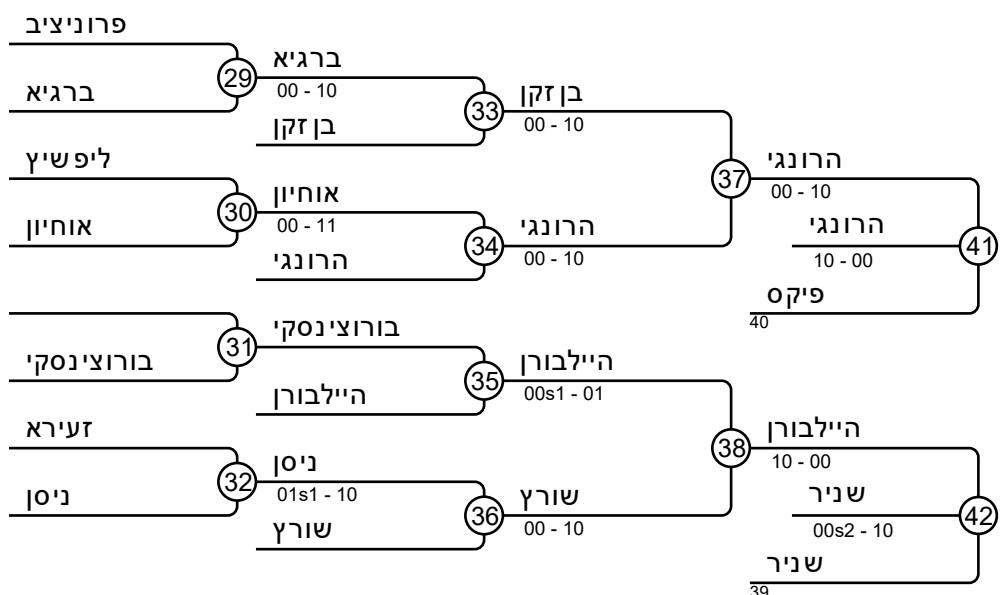 פרוניציב
ברגיא
29
ברגיא
00 - 10
בן זקן
33
בן זקן
00 - 10
ליפשיץ
אוחיון
30
אוחיון
00 - 11
הרונגי
34
הרונגי
00 - 10
37
הרונגי
00 - 10
הרונגי
10 - 00
41
פיקס
40
31
בורוצינסקי
בורוצינסקי
היילבורן
35
היילבורן
00s1 - 01
זעירא
ניסן
32
ניסן
01s1 - 10
שורץ
36
שורץ
00 - 10
38
היילבורן
10 - 00
שניר
00s2 - 10
42
שניר
39